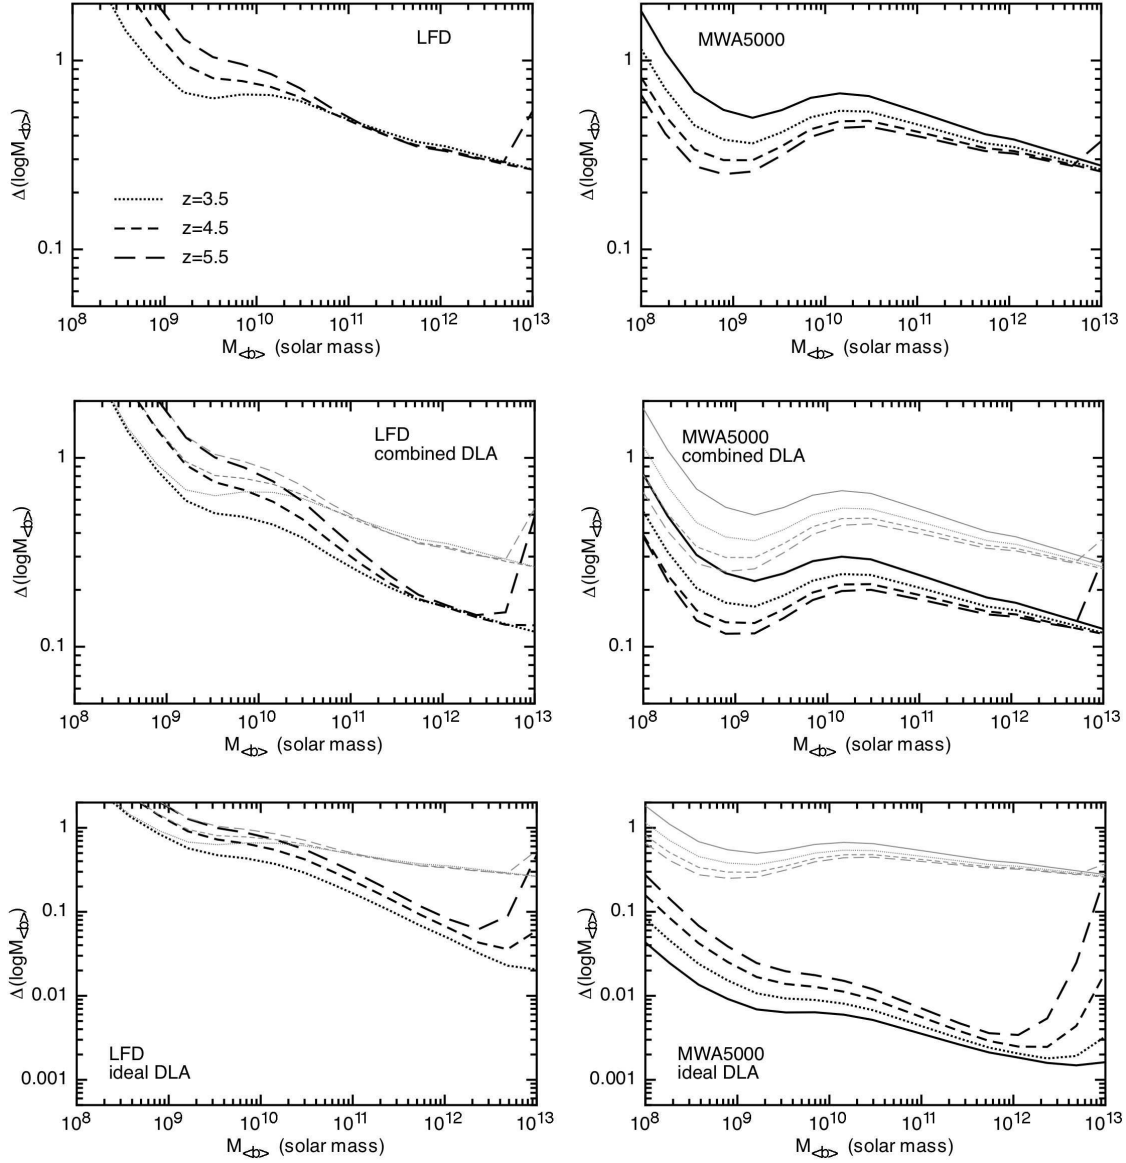 LFD
1
0.1
Δ(logM<b>)
z=3.5
z=4.5
z=5.5
10^8 10^9 10^10 10^11 10^12 10^13
M<b> (solar mass)
MWA5000
1
0.1
Δ(logM<b>)
10^8 10^9 10^10 10^11 10^12 10^13
M<b> (solar mass)
LFD
combined DLA
1
0.1
Δ(logM<b>)
10^8 10^9 10^10 10^11 10^12 10^13
M<b> (solar mass)
MWA5000
combined DLA
1
0.1
Δ(logM<b>)
10^8 10^9 10^10 10^11 10^12 10^13
M<b> (solar mass)
1
0.1
0.01
0.001
Δ(logM<b>)
LFD
ideal DLA
10^8 10^9 10^10 10^11 10^12 10^13
M<b> (solar mass)
1
0.1
0.01
0.001
Δ(logM<b>)
MWA5000
ideal DLA
10^8 10^9 10^10 10^11 10^12 10^13
M<b> (solar mass)